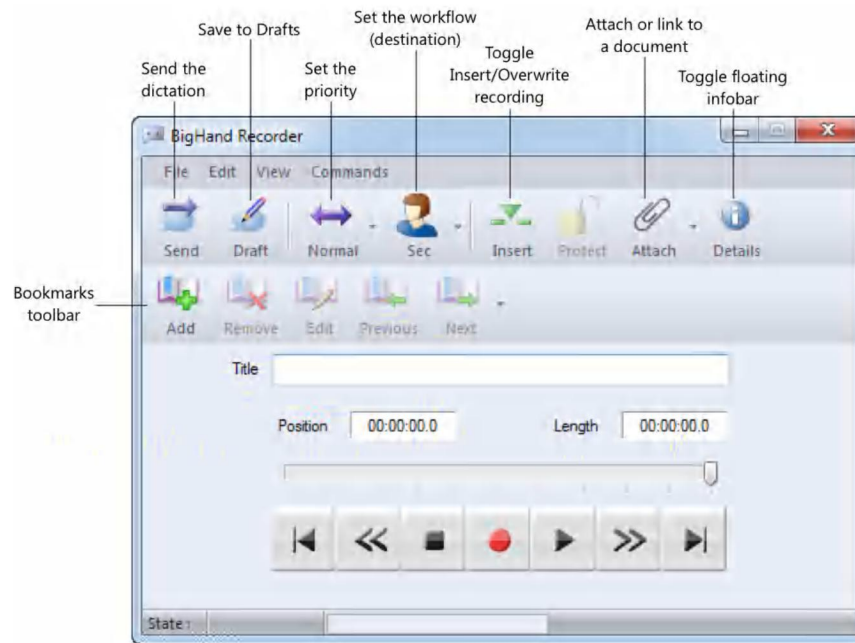 Set the workflow
(destination)
Save to Drafts
Attach or link to
a document
Toggle
Insert/Overwrite
recording
Send the
dictation
Set the
priority
Toggle floating
infobar
BigHand Recorder
File Edit View Commands
Send Draft Normal Sec Insert Protect Attach Details
Bookmarks
toolbar
Add Remove Edit Previous Next
Title
Position 00:00:00.0 Length 00:00:00.0
State: